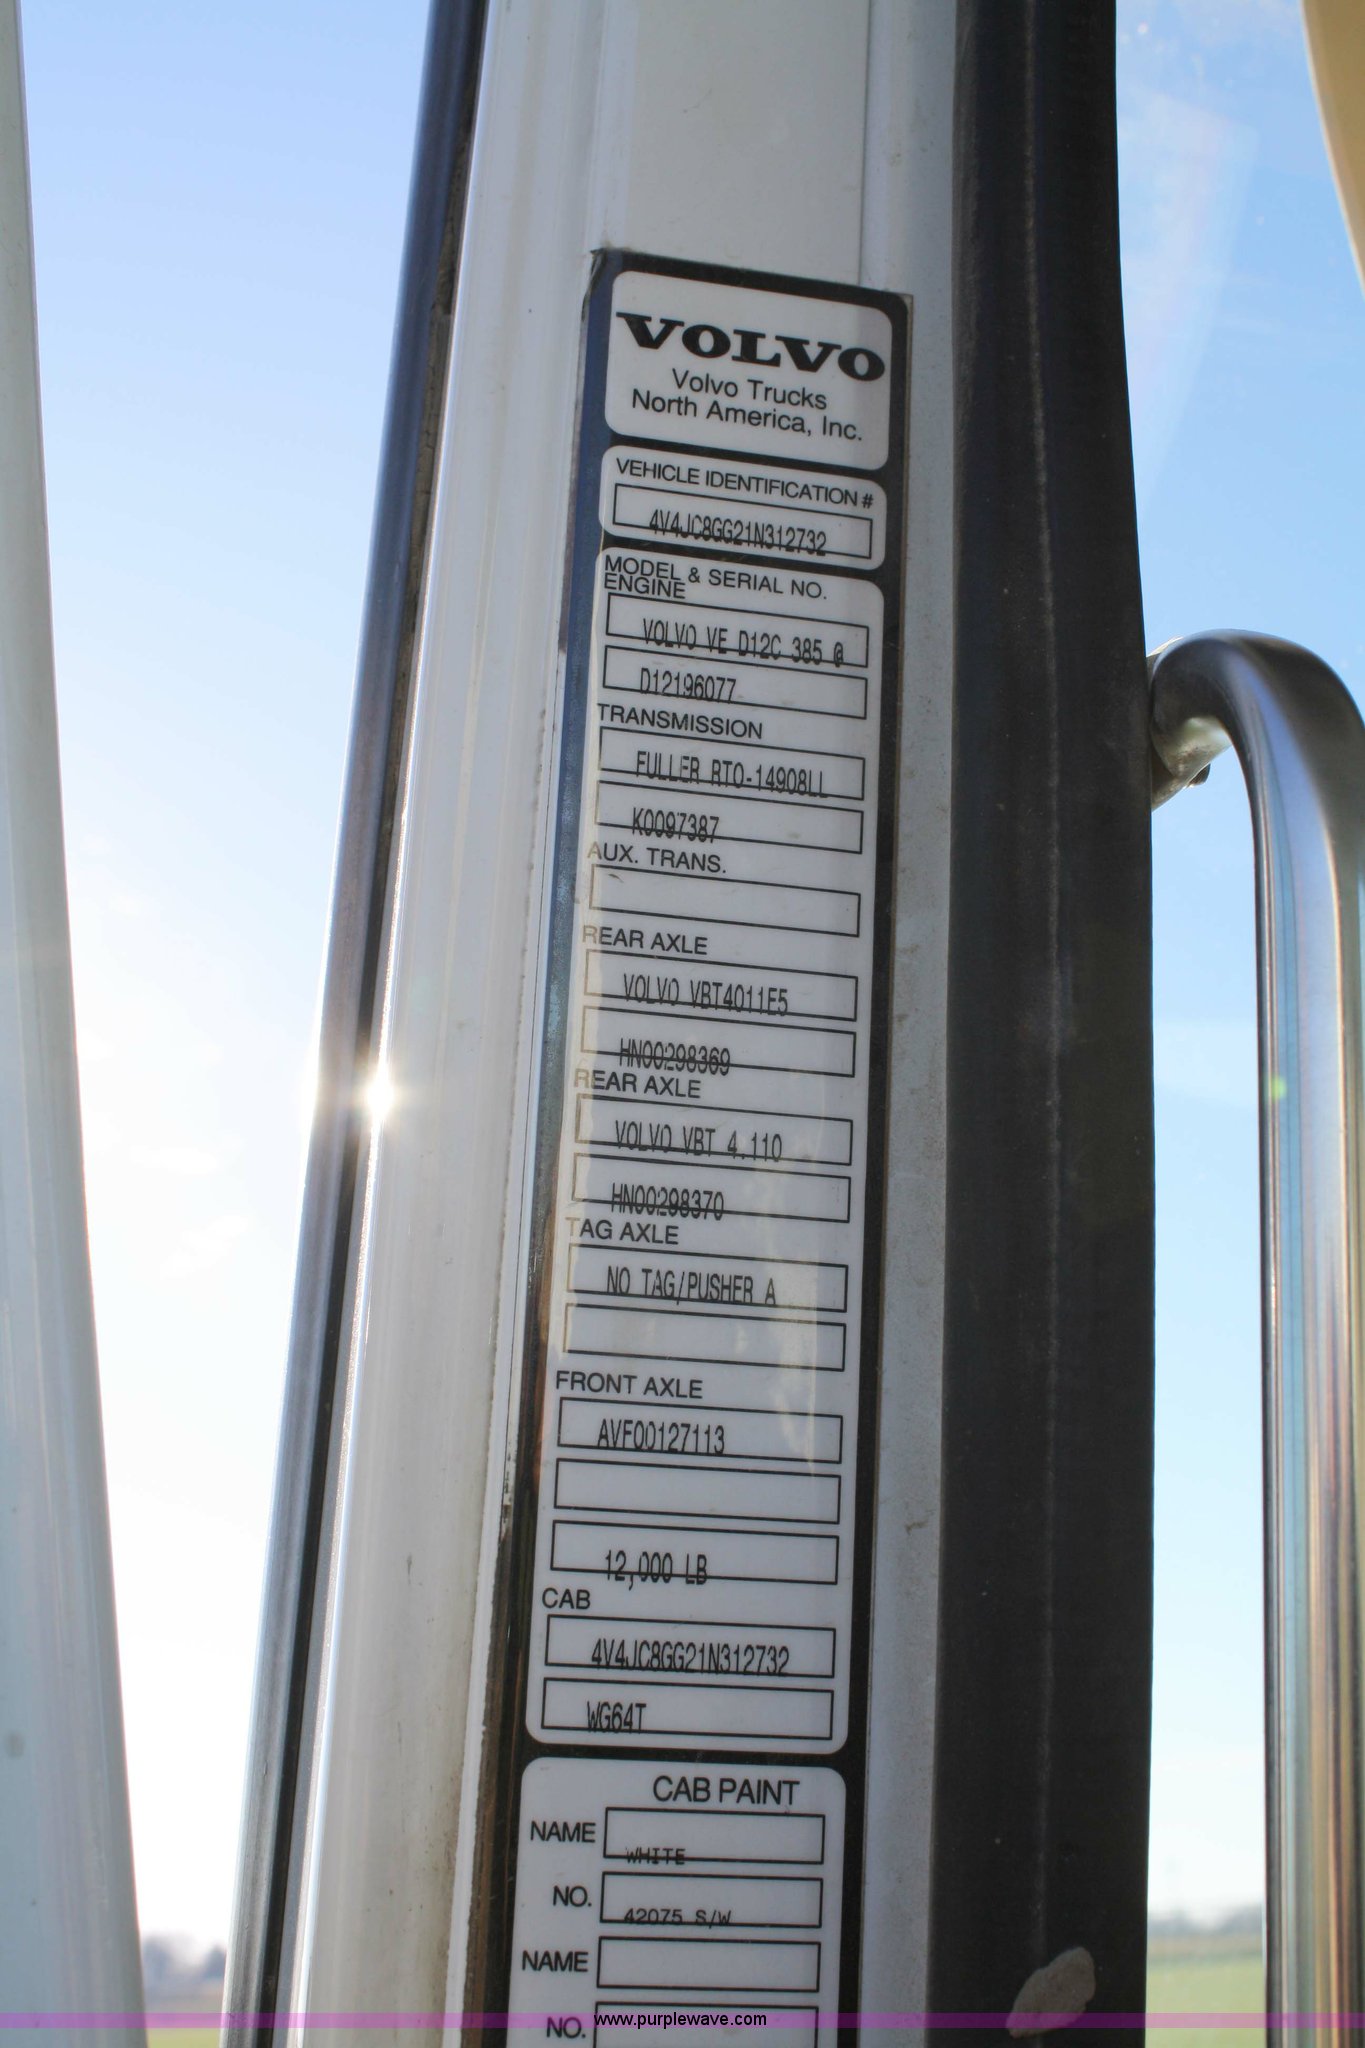 VOLVO
Volvo Trucks
North America, Inc.
VEHICLE IDENTIFICATION #
4V4JC8GG21N312732
MODEL & SERIAL NO.
ENGINE
VOLVO VE D12C 385 @
D12196077
TRANSMISSION
FULLER RTO-14908LL
K0097387
AUX. TRANS.
REAR AXLE
VOLVO VBT4011E5
HN00298369
REAR AXLE
VOLVO VBT 4.110
HN00298370
TAG AXLE
NO TAG/PUSHER A
FRONT AXLE
AVF00127113
12,000 LB
CAB
4V4JC8GG21N312732
WG64T
CAB PAINT
NAME WHITE
NO. 42075 S/W
NAME
NO.
www.purplewave.com